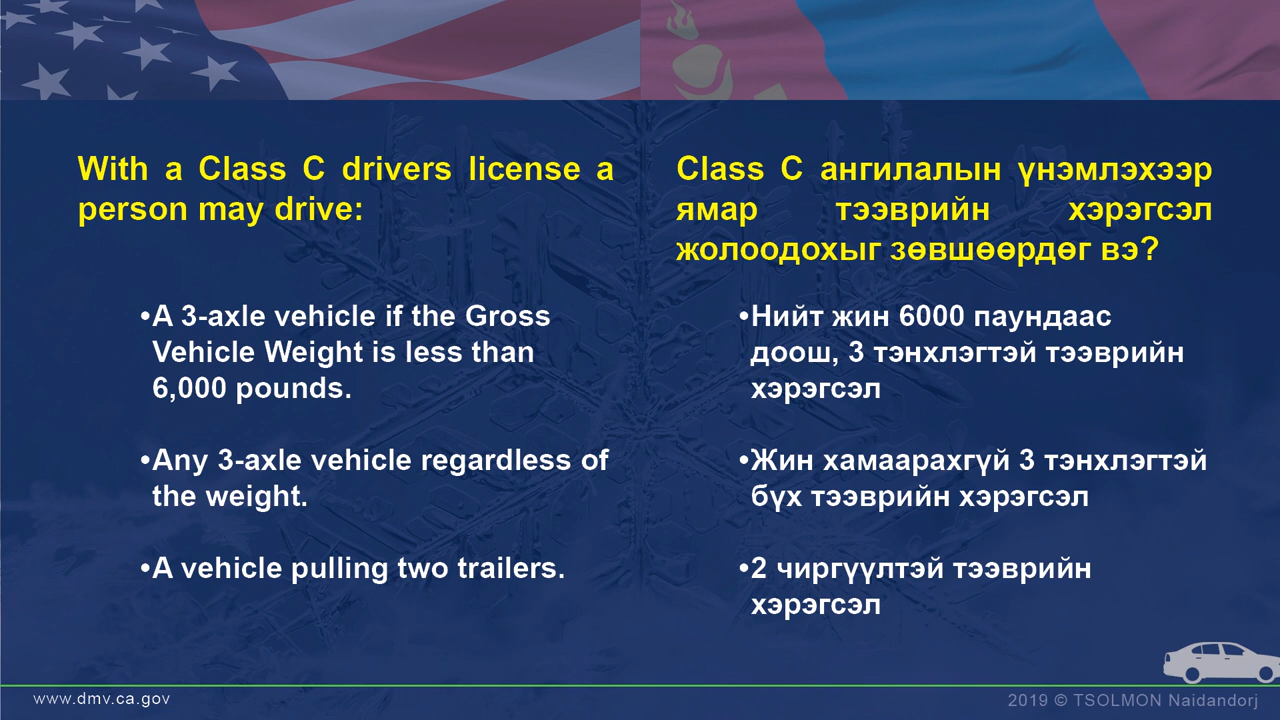 With a Class C drivers license a
person may drive:
•A 3-axle vehicle if the Gross
Vehicle Weight is less than
6,000 pounds.
•Any 3-axle vehicle regardless of
the weight.
•A vehicle pulling two trailers.
Class C ангилалын үнэмлэхээр
ямар тээврийн хэрэгсэл
жолоодохыг зөвшөөрдөг вэ?
•Нийт жин 6000 паундаас
доош, 3 тэнхлэгтэй тээврийн
хэрэгсэл
•Жин хамаарахгүй 3 тэнхлэгтэй
бүх тээврийн хэрэгсэл
•2 чиргүүлтэй тээврийн
хэрэгсэл
www.dmv.ca.gov
2019 © TSOLMON Naidandorj